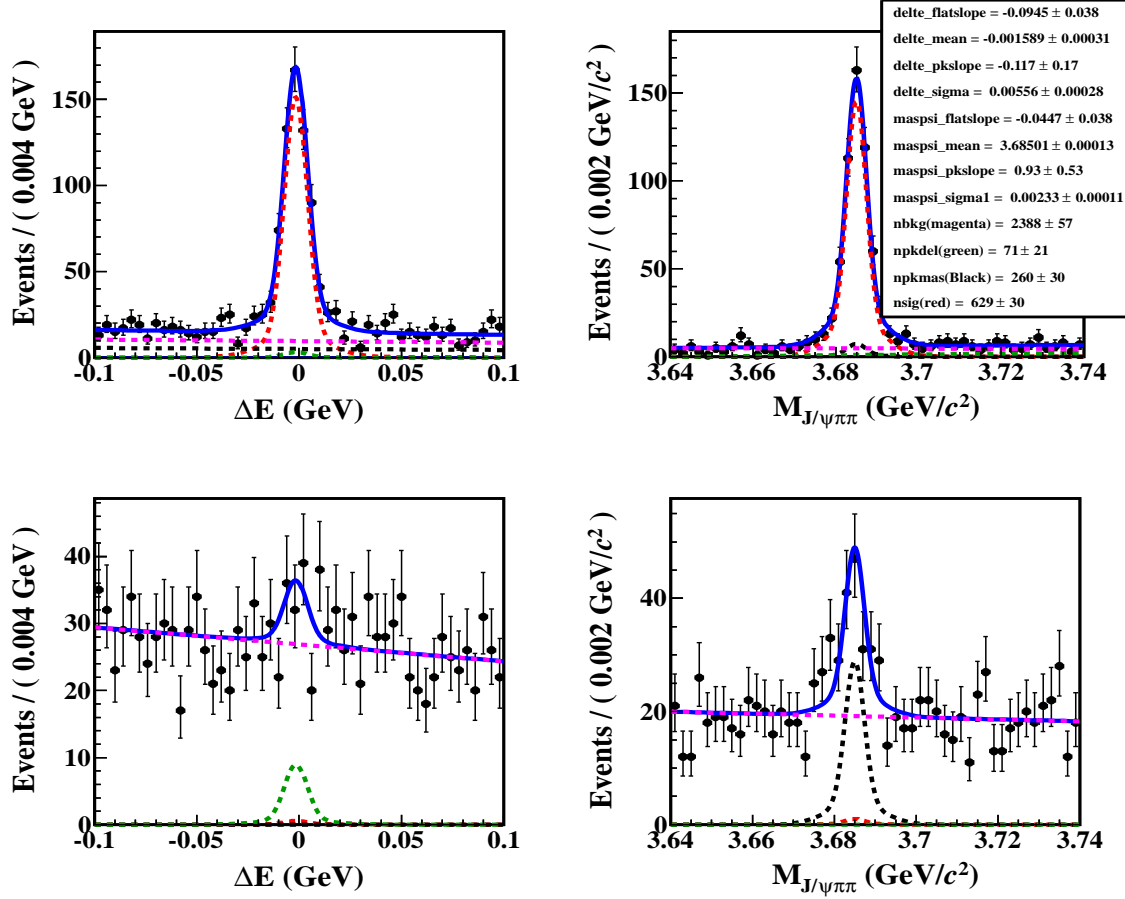 Events / ( 0.004 GeV )
150
100
50
0
-0.1 -0.05 0 0.05 0.1
ΔE (GeV)
Events / ( 0.002 GeV/c² )
150
100
50
0
3.64 3.66 3.68 3.7 3.72 3.74
M_J/ψππ (GeV/c²)
delte_flatslope = -0.0945 ± 0.038
delte_mean = -0.001589 ± 0.00031
delte_pkslope = -0.117 ± 0.17
delte_sigma = 0.00556 ± 0.00028
maspsi_flatslope = -0.0447 ± 0.038
maspsi_mean = 3.68501 ± 0.00013
maspsi_pkslope = 0.93 ± 0.53
maspsi_sigma1 = 0.00233 ± 0.00011
nbkg(magenta) = 2388 ± 57
npkdel(green) = 71 ± 21
npkmas(Black) = 260 ± 30
nsig(red) = 629 ± 30
Events / ( 0.004 GeV )
40
30
20
10
0
-0.1 -0.05 0 0.05 0.1
ΔE (GeV)
Events / ( 0.002 GeV/c² )
40
20
0
3.64 3.66 3.68 3.7 3.72 3.74
M_J/ψππ (GeV/c²)